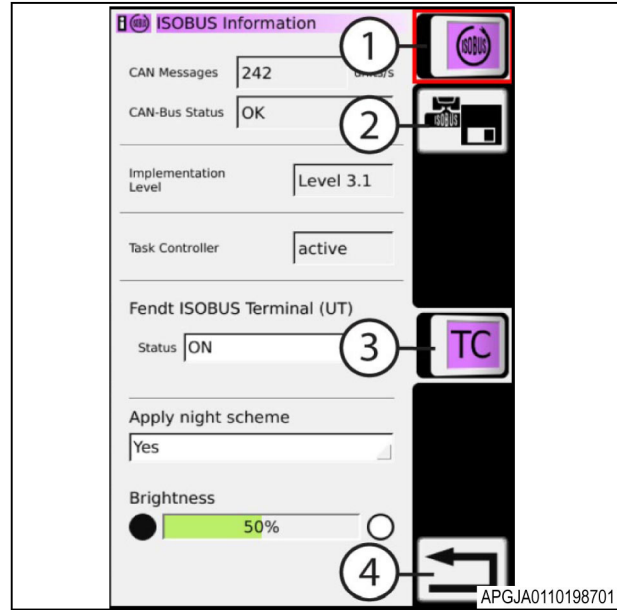 ISOBUS Information
1
ISOBUS
CAN Messages 242
CAN-Bus Status OK
2
ISOBUS
Implementation
Level
Level 3.1
Task Controller active
Fendt ISOBUS Terminal (UT)
Status ON
3
TC
Apply night scheme
Yes
Brightness
50%
4
APGJA0110198701